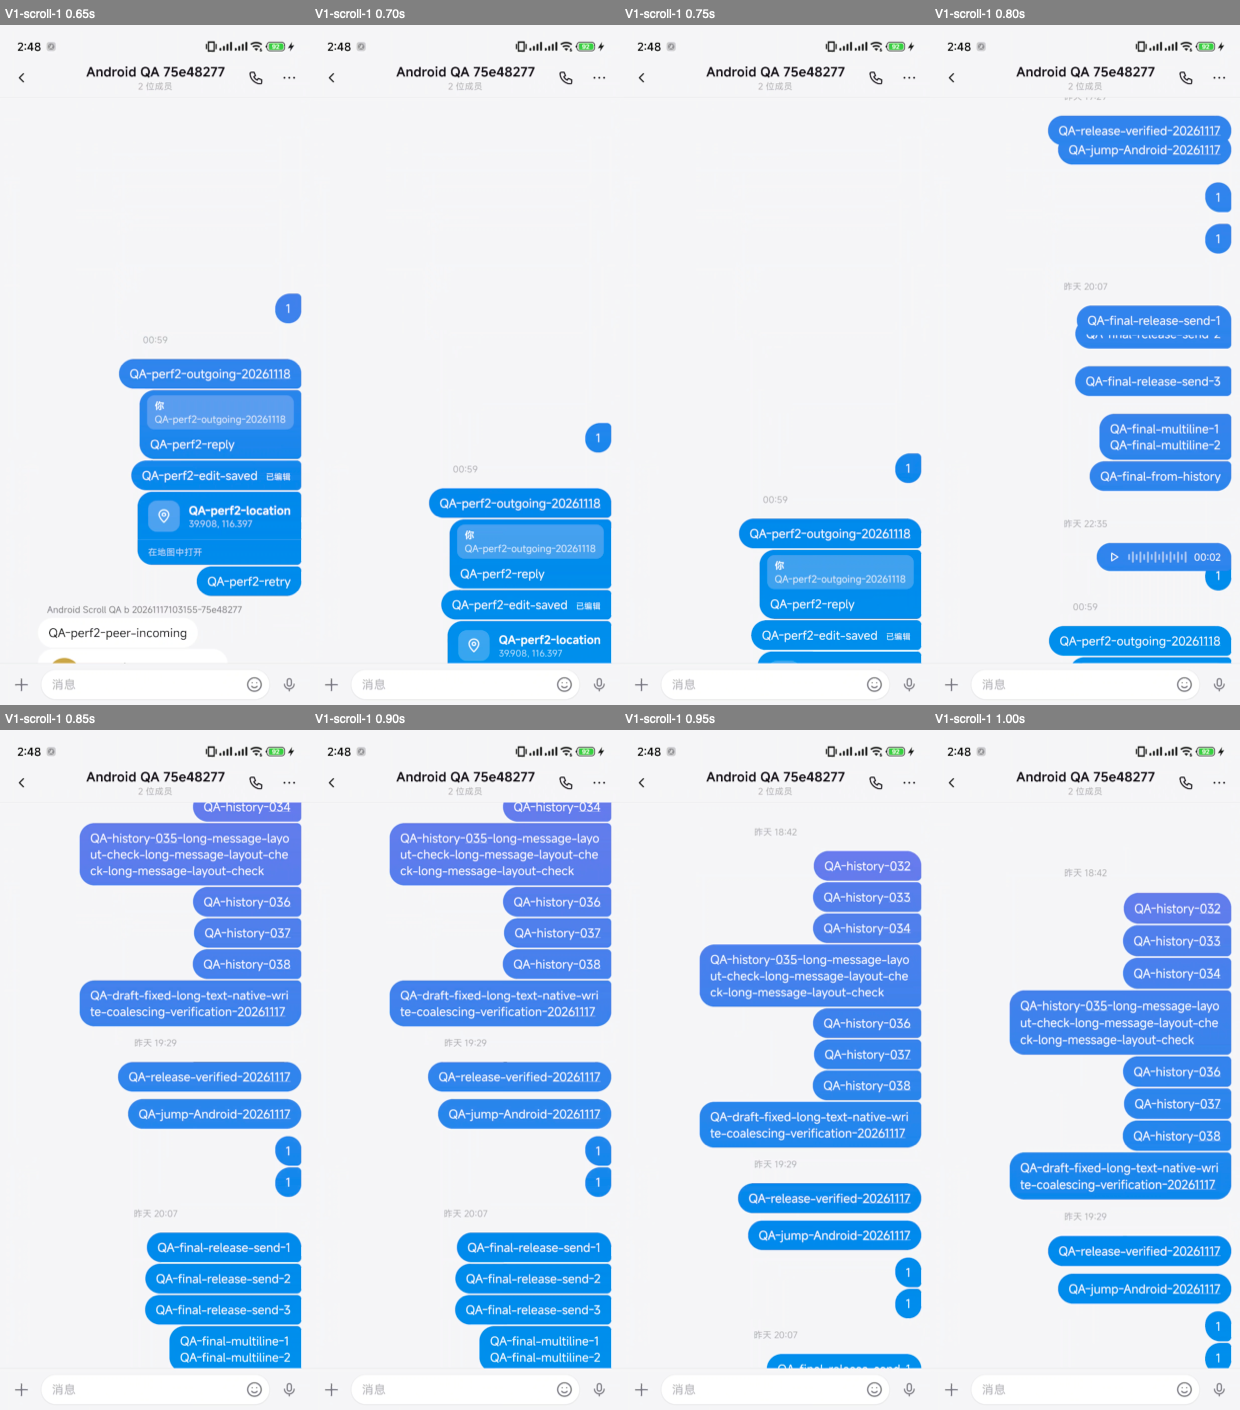 V1-scroll-1 0.65s
2:48
92
Android QA 75e48277
2 位成员
1
00:59
QA-perf2-outgoing-20261118
你
QA-perf2-outgoing-20261118
QA-perf2-reply
QA-perf2-edit-saved 已编辑
QA-perf2-location
39.908, 116.397
在地图中打开
QA-perf2-retry
Android Scroll QA b 20261117103155-75e48277
QA-perf2-peer-incoming
消息
V1-scroll-1 0.70s
2:48
92
Android QA 75e48277
2 位成员
1
00:59
QA-perf2-outgoing-20261118
你
QA-perf2-outgoing-20261118
QA-perf2-reply
QA-perf2-edit-saved 已编辑
QA-perf2-location
39.908, 116.397
消息
V1-scroll-1 0.75s
2:48
92
Android QA 75e48277
2 位成员
1
00:59
QA-perf2-outgoing-20261118
你
QA-perf2-outgoing-20261118
QA-perf2-reply
QA-perf2-edit-saved 已编辑
消息
V1-scroll-1 0.80s
2:48
92
Android QA 75e48277
2 位成员
QA-release-verified-20261117
QA-jump-Android-20261117
1
1
昨天 20:07
QA-final-release-send-1
QA-final-release-send-2
QA-final-release-send-3
QA-final-multiline-1
QA-final-multiline-2
QA-final-from-history
昨天 22:35
00:02
1
00:59
QA-perf2-outgoing-20261118
消息
V1-scroll-1 0.85s
2:48
92
Android QA 75e48277
2 位成员
QA-history-034
QA-history-035-long-message-layo
ut-check-long-message-layout-che
ck-long-message-layout-check
QA-history-036
QA-history-037
QA-history-038
QA-draft-fixed-long-text-native-wri
te-coalescing-verification-20261117
昨天 19:29
QA-release-verified-20261117
QA-jump-Android-20261117
1
1
昨天 20:07
QA-final-release-send-1
QA-final-release-send-2
QA-final-release-send-3
QA-final-multiline-1
QA-final-multiline-2
消息
V1-scroll-1 0.90s
2:48
92
Android QA 75e48277
2 位成员
QA-history-034
QA-history-035-long-message-layo
ut-check-long-message-layout-che
ck-long-message-layout-check
QA-history-036
QA-history-037
QA-history-038
QA-draft-fixed-long-text-native-wri
te-coalescing-verification-20261117
昨天 19:29
QA-release-verified-20261117
QA-jump-Android-20261117
1
1
昨天 20:07
QA-final-release-send-1
QA-final-release-send-2
QA-final-release-send-3
QA-final-multiline-1
QA-final-multiline-2
消息
V1-scroll-1 0.95s
2:48
92
Android QA 75e48277
2 位成员
昨天 18:42
QA-history-032
QA-history-033
QA-history-034
QA-history-035-long-message-layo
ut-check-long-message-layout-che
ck-long-message-layout-check
QA-history-036
QA-history-037
QA-history-038
QA-draft-fixed-long-text-native-wri
te-coalescing-verification-20261117
昨天 19:29
QA-release-verified-20261117
QA-jump-Android-20261117
1
1
昨天 20:07
QA-final-release-send-1
消息
V1-scroll-1 1.00s
2:48
92
Android QA 75e48277
2 位成员
昨天 18:42
QA-history-032
QA-history-033
QA-history-034
QA-history-035-long-message-layo
ut-check-long-message-layout-che
ck-long-message-layout-check
QA-history-036
QA-history-037
QA-history-038
QA-draft-fixed-long-text-native-wri
te-coalescing-verification-20261117
昨天 19:29
QA-release-verified-20261117
QA-jump-Android-20261117
1
1
消息